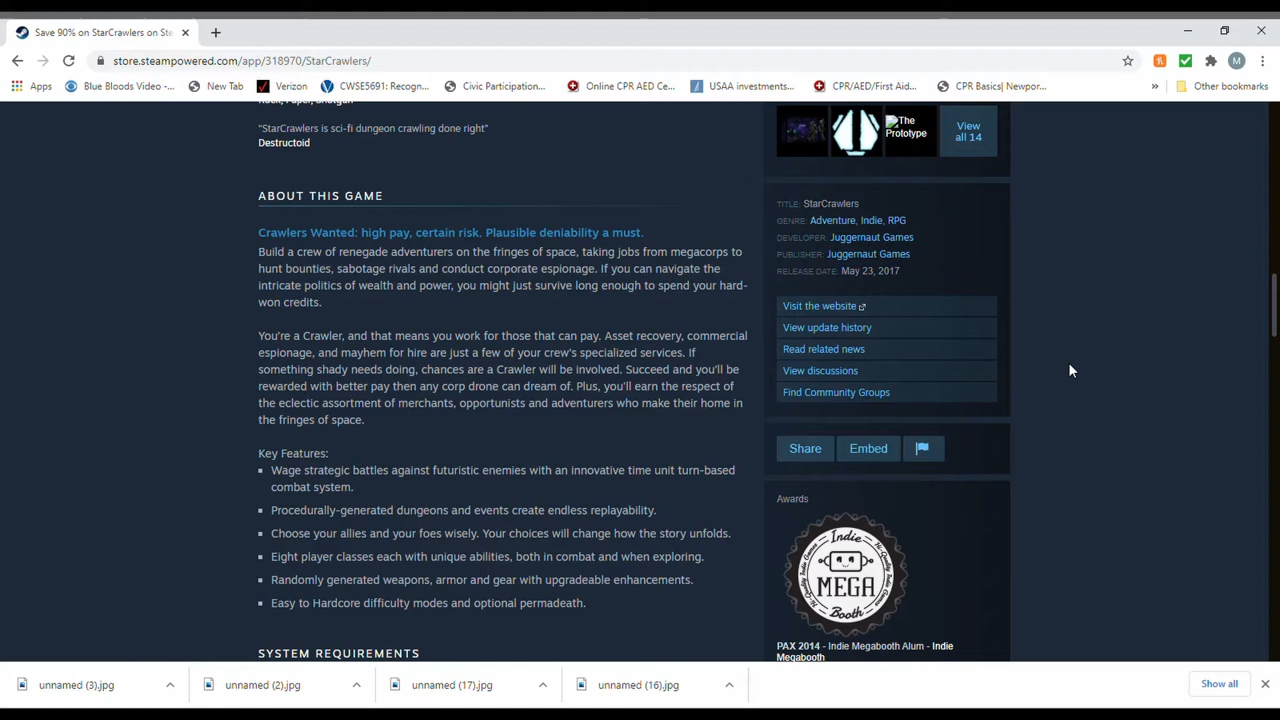 Save 90% on StarCrawlers on Ste
store.steampowered.com/app/318970/StarCrawlers/
M
Apps
Blue Bloods Video -...
New Tab
Verizon
CWSE5691: Recogn...
Civic Participation...
Online CPR AED Ce...
USAA investments...
CPR/AED/First Aid...
CPR Basics| Newpor...
»
Other bookmarks
Rock, Paper, Shotgun
"StarCrawlers is sci-fi dungeon crawling done right"
Destructoid
ABOUT THIS GAME
Crawlers Wanted: high pay, certain risk. Plausible deniability a must.
Build a crew of renegade adventurers on the fringes of space, taking jobs from megacorps to
hunt bounties, sabotage rivals and conduct corporate espionage. If you can navigate the
intricate politics of wealth and power, you might just survive long enough to spend your hard-
won credits.
You're a Crawler, and that means you work for those that can pay. Asset recovery, commercial
espionage, and mayhem for hire are just a few of your crew's specialized services. If
something shady needs doing, chances are a Crawler will be involved. Succeed and you'll be
rewarded with better pay then any corp drone can dream of. Plus, you'll earn the respect of
the eclectic assortment of merchants, opportunists and adventurers who make their home in
the fringes of space.
Key Features:
Wage strategic battles against futuristic enemies with an innovative time unit turn-based
combat system.
Procedurally-generated dungeons and events create endless replayability.
Choose your allies and your foes wisely. Your choices will change how the story unfolds.
Eight player classes each with unique abilities, both in combat and when exploring.
Randomly generated weapons, armor and gear with upgradeable enhancements.
Easy to Hardcore difficulty modes and optional permadeath.
SYSTEM REQUIREMENTS
The
Prototype
View
all 14
TITLE: StarCrawlers
GENRE: Adventure, Indie, RPG
DEVELOPER: Juggernaut Games
PUBLISHER: Juggernaut Games
RELEASE DATE: May 23, 2017
Visit the website
View update history
Read related news
View discussions
Find Community Groups
Share
Embed
Awards
Indie
MEGA
Booth
Hi-Quality Indie Games
Hi-Quality Indie Games
PAX 2014 - Indie Megabooth Alum - Indie
Megabooth
unnamed (3).jpg
unnamed (2).jpg
unnamed (17).jpg
unnamed (16).jpg
Show all